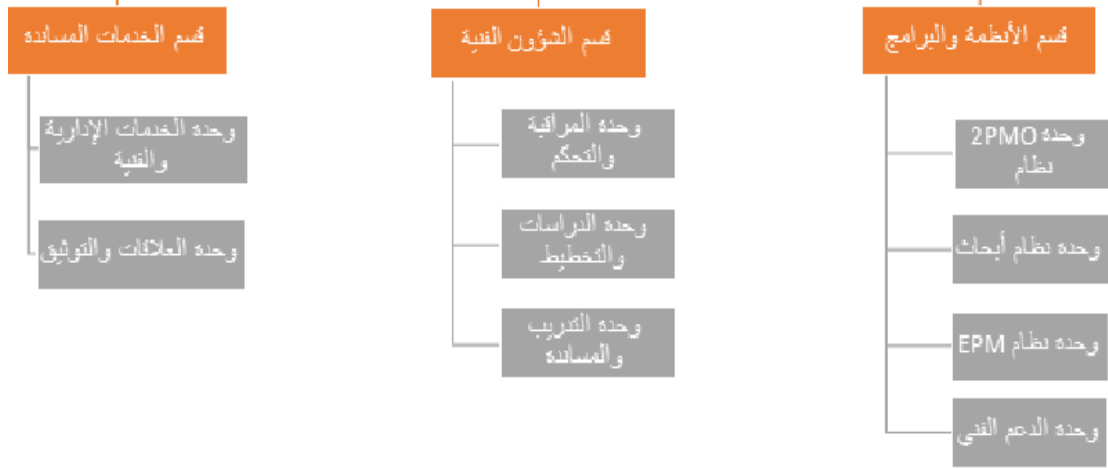 قسم الأنظمة والبرامج
وحدة 2PMO
نظام
وحدة نظام أبحاث
وحدة نظام EPM
وحدة الدعم الفني
قسم الشؤون الفنية
وحدة المراقبة
والتحكم
وحدة الدراسات
والتخطيط
وحدة التدريب
والمساندة
قسم الخدمات المساندة
وحدة الخدمات الإدارية
والفنية
وحدة العلاقات والتوثيق